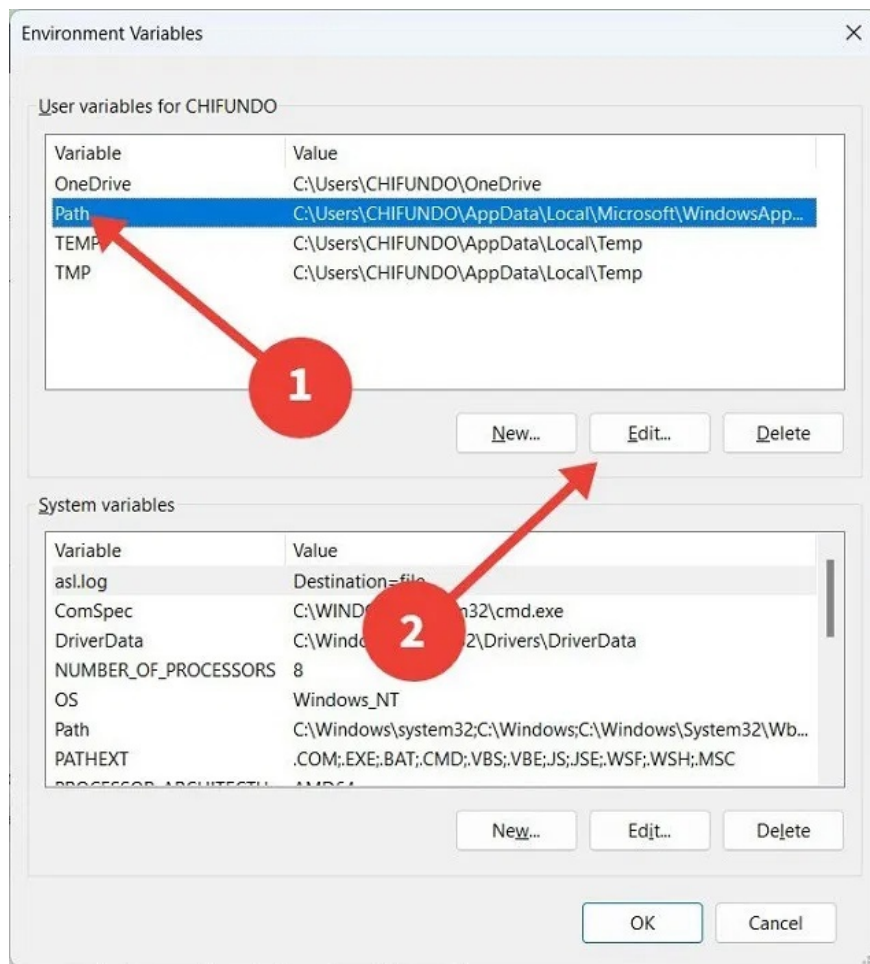 Environment Variables
User variables for CHIFUNDO
Variable Value
OneDrive C:\Users\CHIFUNDO\OneDrive
Path C:\Users\CHIFUNDO\AppData\Local\Microsoft\WindowsApp...
TEMP C:\Users\CHIFUNDO\AppData\Local\Temp
TMP C:\Users\CHIFUNDO\AppData\Local\Temp
1
New... Edit... Delete
System variables
Variable Value
asl.log Destination=file
ComSpec C:\WIND m32\cmd.exe
DriverData C:\Windo 2\Drivers\DriverData
2
NUMBER_OF_PROCESSORS 8
OS Windows_NT
Path C:\Windows\system32;C:\Windows;C:\Windows\System32\Wb...
PATHEXT .COM;.EXE;.BAT;.CMD;.VBS;.VBE;.JS;.JSE;.WSF;.WSH;.MSC
New... Edit... Delete
OK Cancel